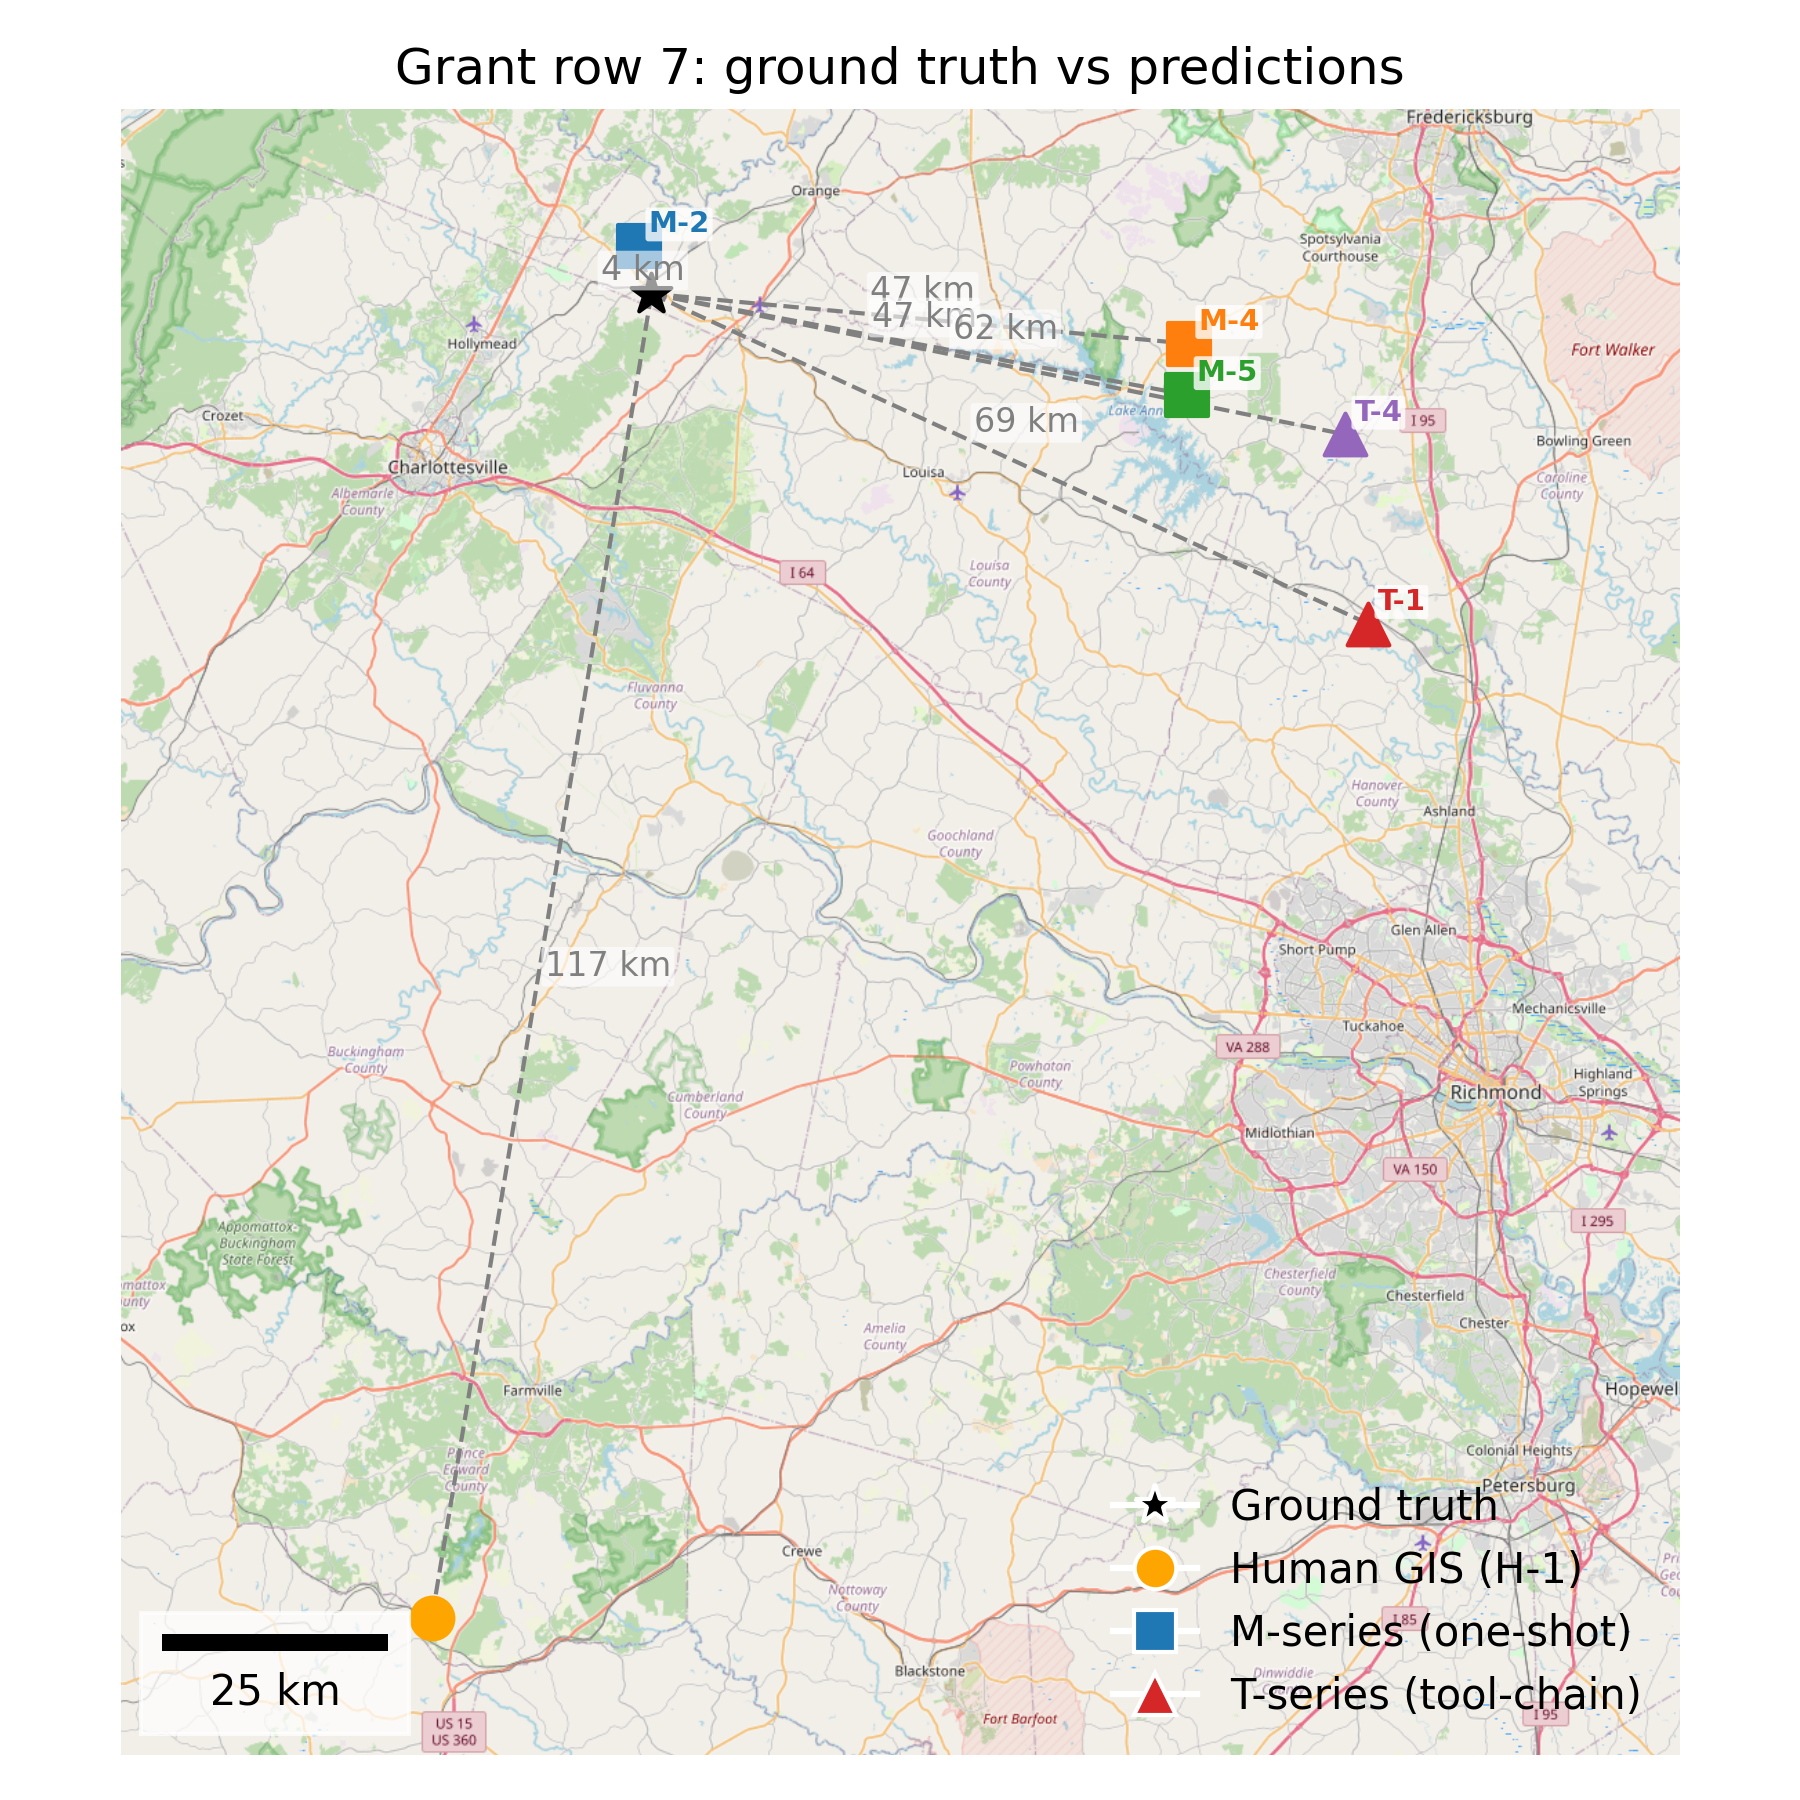 Grant row 7: ground truth vs predictions
Fredericksburg
Orange
M-2
Spotsylvania
Courthouse
4 km
47 km
47 km
62 km
M-4
Hollymead
Fort Walker
M-5
Lake Ann
T-4
I 95
Crozet
69 km
Bowling Green
Charlottesville
Louisa
Albemarle
County
Caroline
County
I 64
Louisa
County
T-1
Fluvanna
County
Hanover
County
Ashland
Goochland
County
Glen Allen
Short Pump
117 km
Mechanicsville
Tuckahoe
VA 288
Buckingham
County
Powhatan
County
Highland
Springs
Richmond
Cumberland
County
Midlothian
VA 150
I 295
Appomattox-
Buckingham
State Forest
mattox
unty
Chesterfield
County
Chesterfield
ox
Chester
Amelia
County
Farmville
Hopewel
Prince
Edward
County
Colonial Heights
Petersburg
Ground truth
Crewe
Human GIS (H-1)
Nottoway
County
I 85
M-series (one-shot)
Blackstone
Dinwiddie
25 km
T-series (tool-chain)
US 15
US 360
Fort Barfoot
I 95